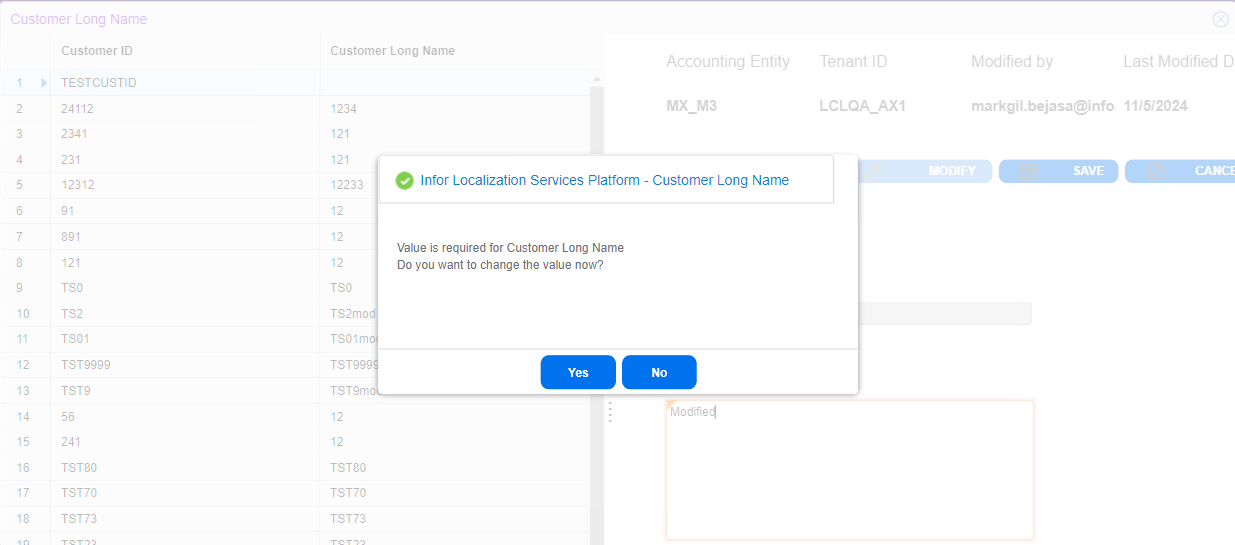 Customer Long Name
Customer ID Customer Long Name
1 TESTCUSTID
2 24112 1234
3 2341 121
4 231 121
5 12312 12233
6 91 12
7 891 12
8 121 12
9 TS0 TS0
10 TS2 TS2mod
11 TS01 TS01mod
12 TST9999 TST9999
13 TST9 TST9mod
14 56 12
15 241 12
16 TST80 TST80
17 TST70 TST70
18 TST73 TST73
19 TST23 TST23
Accounting Entity Tenant ID Modified by Last Modified D
MX_M3 LCLQA_AX1 markgil.bejasa@info 11/5/2024
MODIFY SAVE CANCE
Infor Localization Services Platform - Customer Long Name
Value is required for Customer Long Name
Do you want to change the value now?
Yes No
Modified